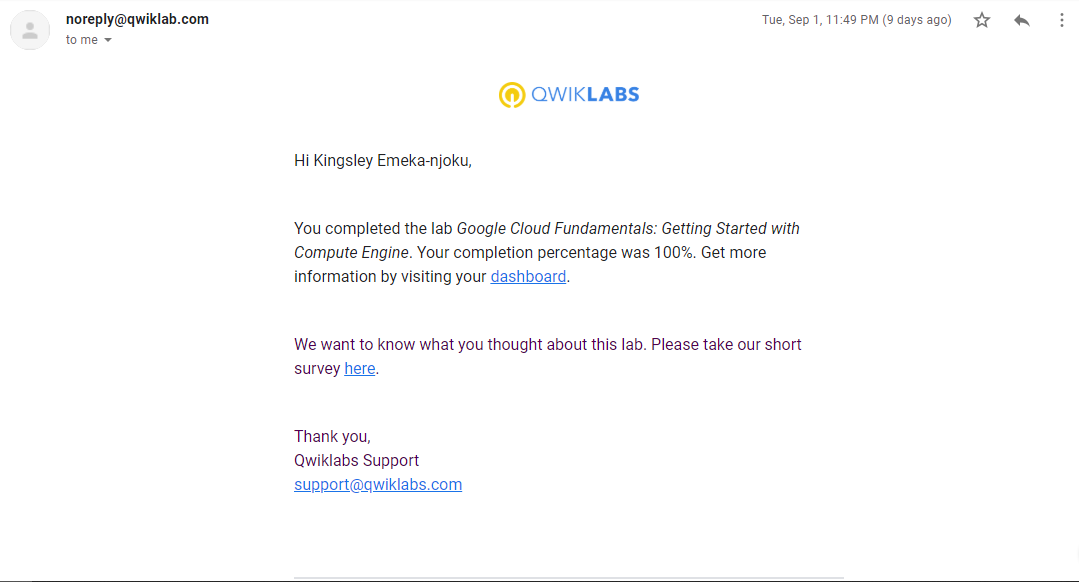 noreply@qwiklab.com
Tue, Sep 1, 11:49 PM (9 days ago)
to me
QWIKLABS
Hi Kingsley Emeka-njoku,
You completed the lab Google Cloud Fundamentals: Getting Started with
Compute Engine. Your completion percentage was 100%. Get more
information by visiting your dashboard.
We want to know what you thought about this lab. Please take our short
survey here.
Thank you,
Qwiklabs Support
support@qwiklabs.com